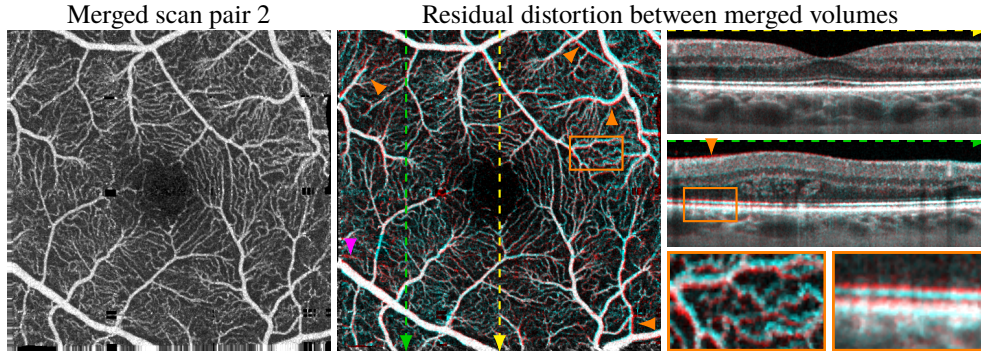 Merged scan pair 2
Residual distortion between merged volumes